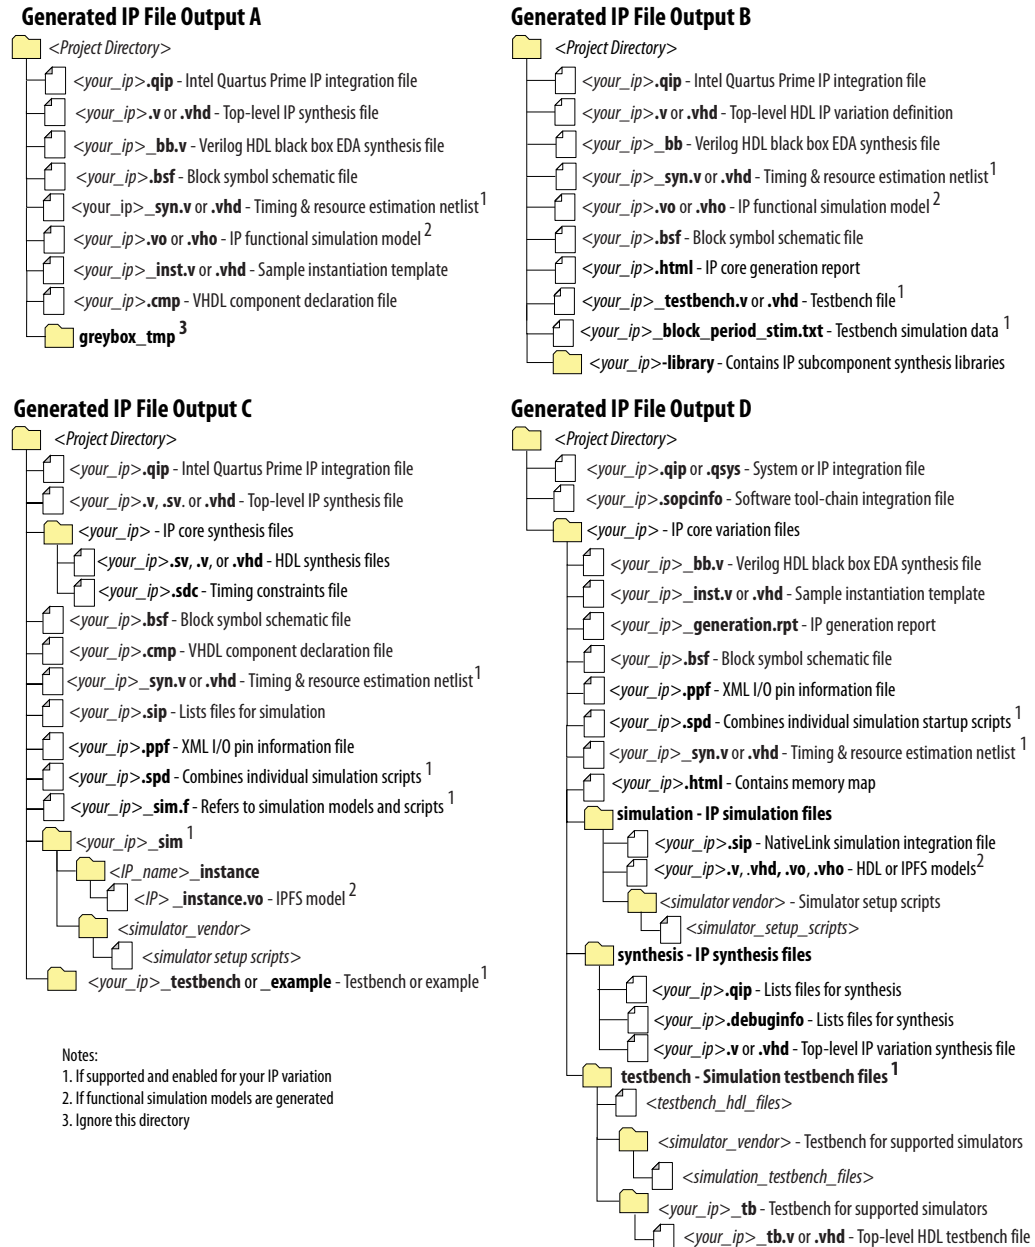 Generated IP File Output A
<Project Directory>
<your_ip>.qip - Intel Quartus Prime IP integration file
<your_ip>.v or .vhd - Top-level IP synthesis file
<your_ip>_bb.v - Verilog HDL black box EDA synthesis file
<your_ip>.bsf - Block symbol schematic file
<your_ip>_syn.v or .vhd - Timing & resource estimation netlist 1
<your_ip>.vo or .vho - IP functional simulation model 2
<your_ip>_inst.v or .vhd - Sample instantiation template
<your_ip>.cmp - VHDL component declaration file
greybox_tmp 3
Generated IP File Output B
<Project Directory>
<your_ip>.qip - Intel Quartus Prime IP integration file
<your_ip>.v or .vhd - Top-level HDL IP variation definition
<your_ip>_bb - Verilog HDL black box EDA synthesis file
<your_ip>_syn.v or .vhd - Timing & resource estimation netlist 1
<your_ip>.vo or .vho - IP functional simulation model 2
<your_ip>.bsf - Block symbol schematic file
<your_ip>.html - IP core generation report
<your_ip>_testbench.v or .vhd - Testbench file 1
<your_ip>_block_period_stim.txt - Testbench simulation data 1
<your_ip>-library - Contains IP subcomponent synthesis libraries
Generated IP File Output C
<Project Directory>
<your_ip>.qip - Intel Quartus Prime IP integration file
<your_ip>.v, .sv. or .vhd - Top-level IP synthesis file
<your_ip> - IP core synthesis files
<your_ip>.sv, .v, or .vhd - HDL synthesis files
<your_ip>.sdc - Timing constraints file
<your_ip>.bsf - Block symbol schematic file
<your_ip>.cmp - VHDL component declaration file
<your_ip>_syn.v or .vhd - Timing & resource estimation netlist 1
<your_ip>.sip - Lists files for simulation
<your_ip>.ppf - XML I/O pin information file
<your_ip>.spd - Combines individual simulation scripts 1
<your_ip>_sim.f - Refers to simulation models and scripts 1
<your_ip>_sim 1
<IP_name>_instance
<IP> _instance.vo - IPFS model 2
<simulator_vendor>
<simulator setup scripts>
<your_ip>_testbench or _example - Testbench or example 1
Notes:
1. If supported and enabled for your IP variation
2. If functional simulation models are generated
3. Ignore this directory
Generated IP File Output D
<Project Directory>
<your_ip>.qip or .qsys - System or IP integration file
<your_ip>.sopcinfo - Software tool-chain integration file
<your_ip> - IP core variation files
<your_ip>_bb.v - Verilog HDL black box EDA synthesis file
<your_ip>_inst.v or .vhd - Sample instantiation template
<your_ip>_generation.rpt - IP generation report
<your_ip>.bsf - Block symbol schematic file
<your_ip>.ppf - XML I/O pin information file
<your_ip>.spd - Combines individual simulation startup scripts 1
<your_ip>_syn.v or .vhd - Timing & resource estimation netlist 1
<your_ip>.html - Contains memory map
simulation - IP simulation files
<your_ip>.sip - NativeLink simulation integration file
<your_ip>.v, .vhd, .vo, .vho - HDL or IPFS models 2
<simulator vendor> - Simulator setup scripts
<simulator_setup_scripts>
synthesis - IP synthesis files
<your_ip>.qip - Lists files for synthesis
<your_ip>.debuginfo - Lists files for synthesis
<your_ip>.v or .vhd - Top-level IP variation synthesis file
testbench - Simulation testbench files 1
<testbench_hdl_files>
<simulator_vendor> - Testbench for supported simulators
<simulation_testbench_files>
<your_ip>_tb - Testbench for supported simulators
<your_ip>_tb.v or .vhd - Top-level HDL testbench file